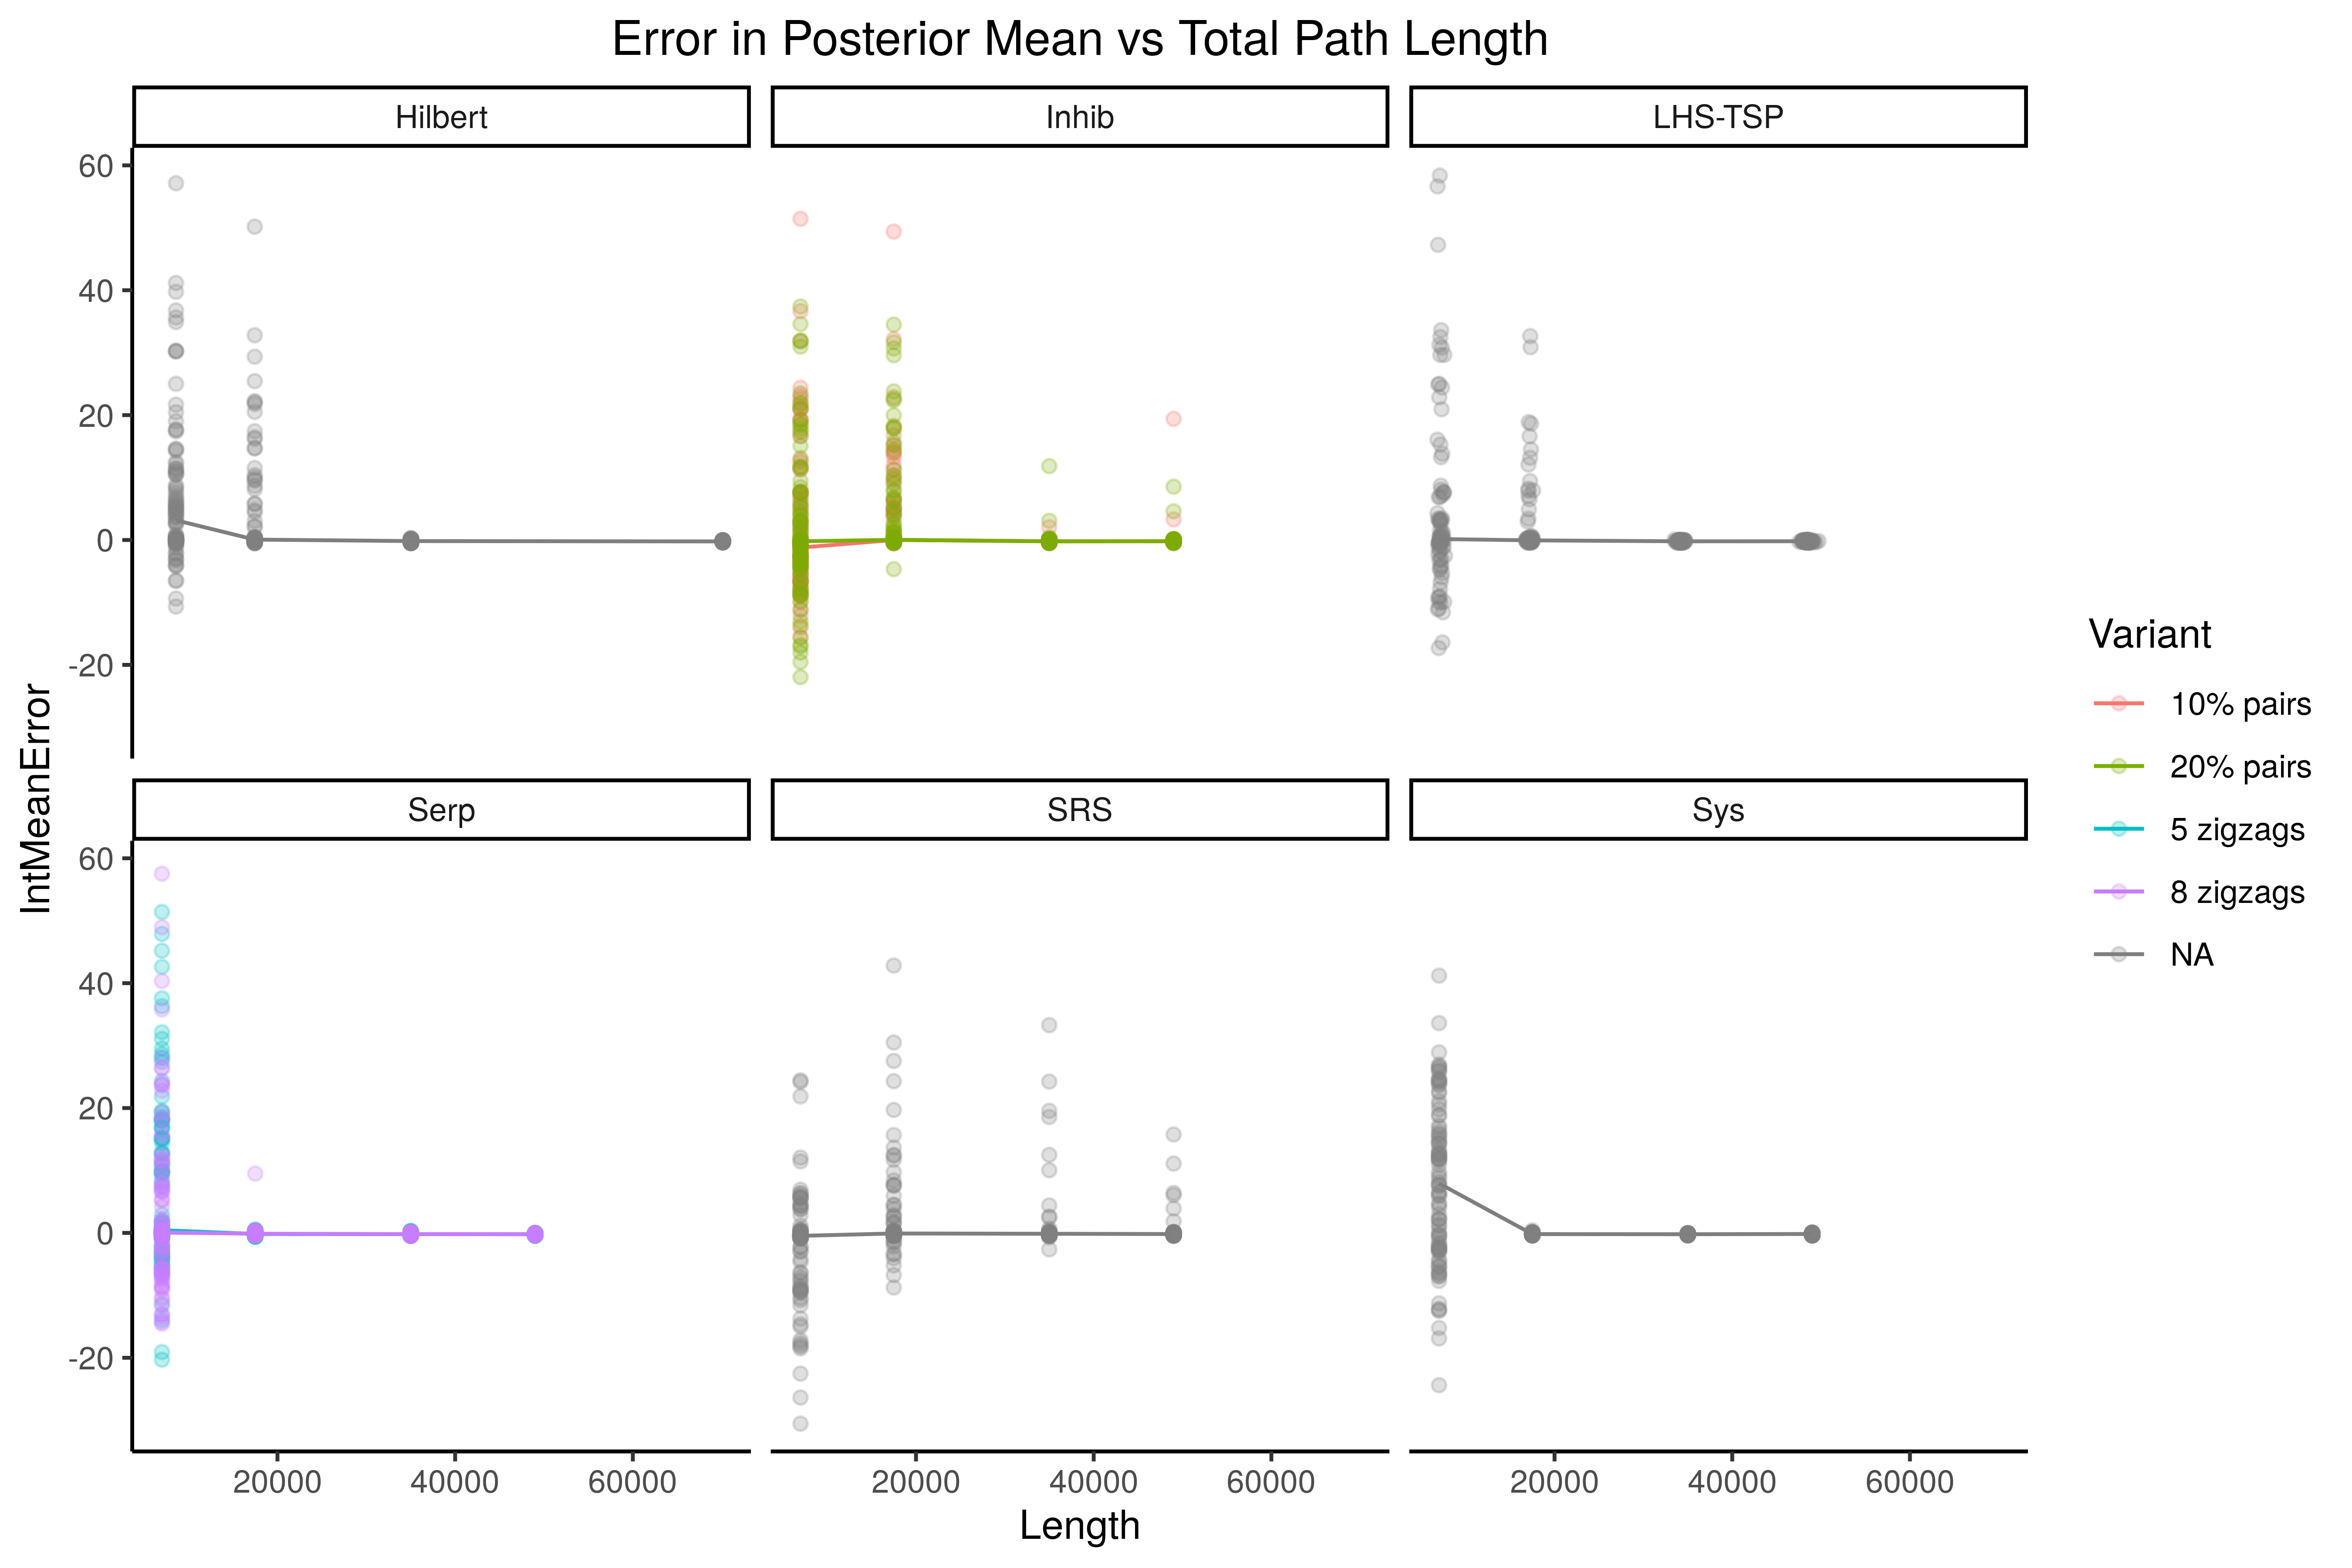 Error in Posterior Mean vs Total Path Length
Hilbert
Inhib
LHS-TSP
60
40
20
0
-20
Serp
SRS
Sys
60
40
20
0
-20
20000 40000 60000
20000 40000 60000
20000 40000 60000
Length
IntMeanError
Variant
10% pairs
20% pairs
5 zigzags
8 zigzags
NA